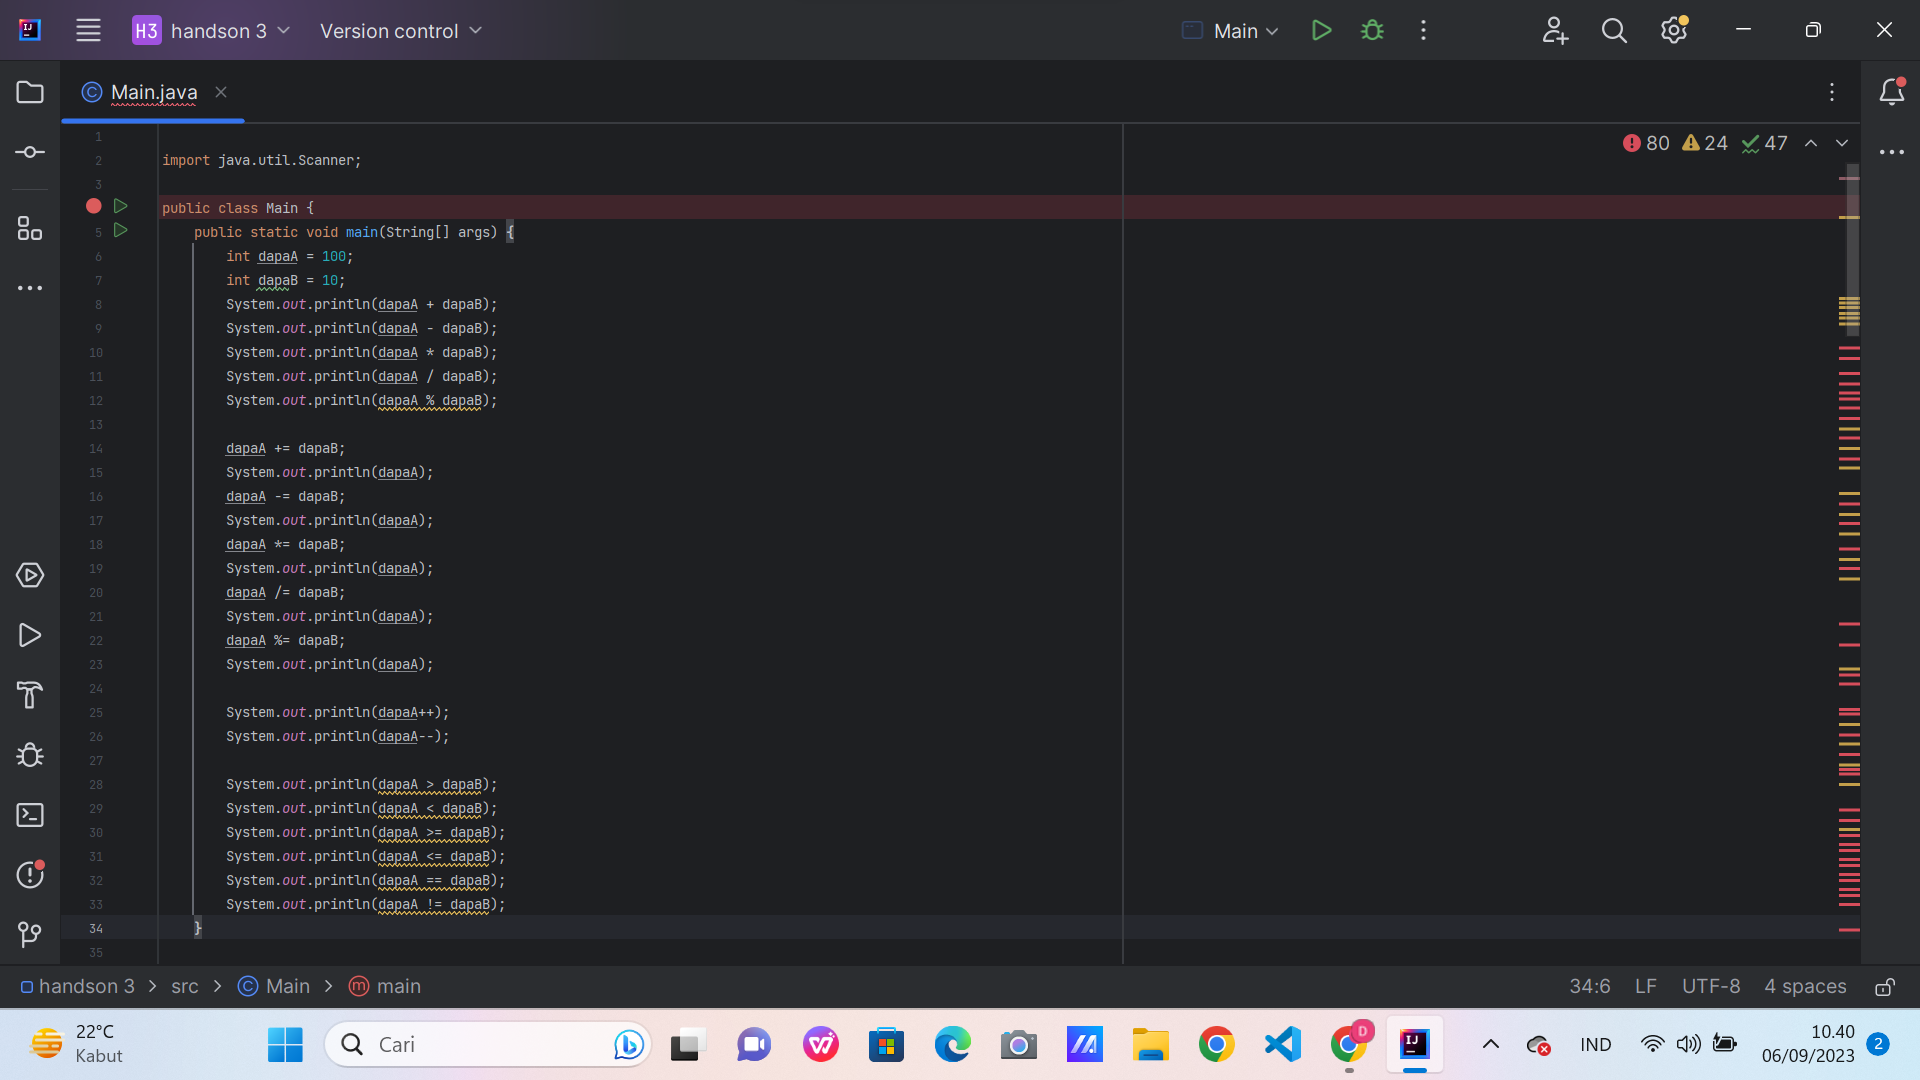 H3 handson 3 Version control Main
Main.java
80 24 47
1
2 import java.util.Scanner;
3
public class Main {
5 public static void main(String[] args) {
6 int dapaA = 100;
7 int dapaB = 10;
8 System.out.println(dapaA + dapaB);
9 System.out.println(dapaA - dapaB);
10 System.out.println(dapaA * dapaB);
11 System.out.println(dapaA / dapaB);
12 System.out.println(dapaA % dapaB);
13
14 dapaA += dapaB;
15 System.out.println(dapaA);
16 dapaA -= dapaB;
17 System.out.println(dapaA);
18 dapaA *= dapaB;
19 System.out.println(dapaA);
20 dapaA /= dapaB;
21 System.out.println(dapaA);
22 dapaA %= dapaB;
23 System.out.println(dapaA);
24
25 System.out.println(dapaA++);
26 System.out.println(dapaA--);
27
28 System.out.println(dapaA > dapaB);
29 System.out.println(dapaA < dapaB);
30 System.out.println(dapaA >= dapaB);
31 System.out.println(dapaA <= dapaB);
32 System.out.println(dapaA == dapaB);
33 System.out.println(dapaA != dapaB);
34 }
35
handson 3 > src > Main > main 34:6 LF UTF-8 4 spaces
22°C
Kabut
Cari
IND
10.40
06/09/2023
2